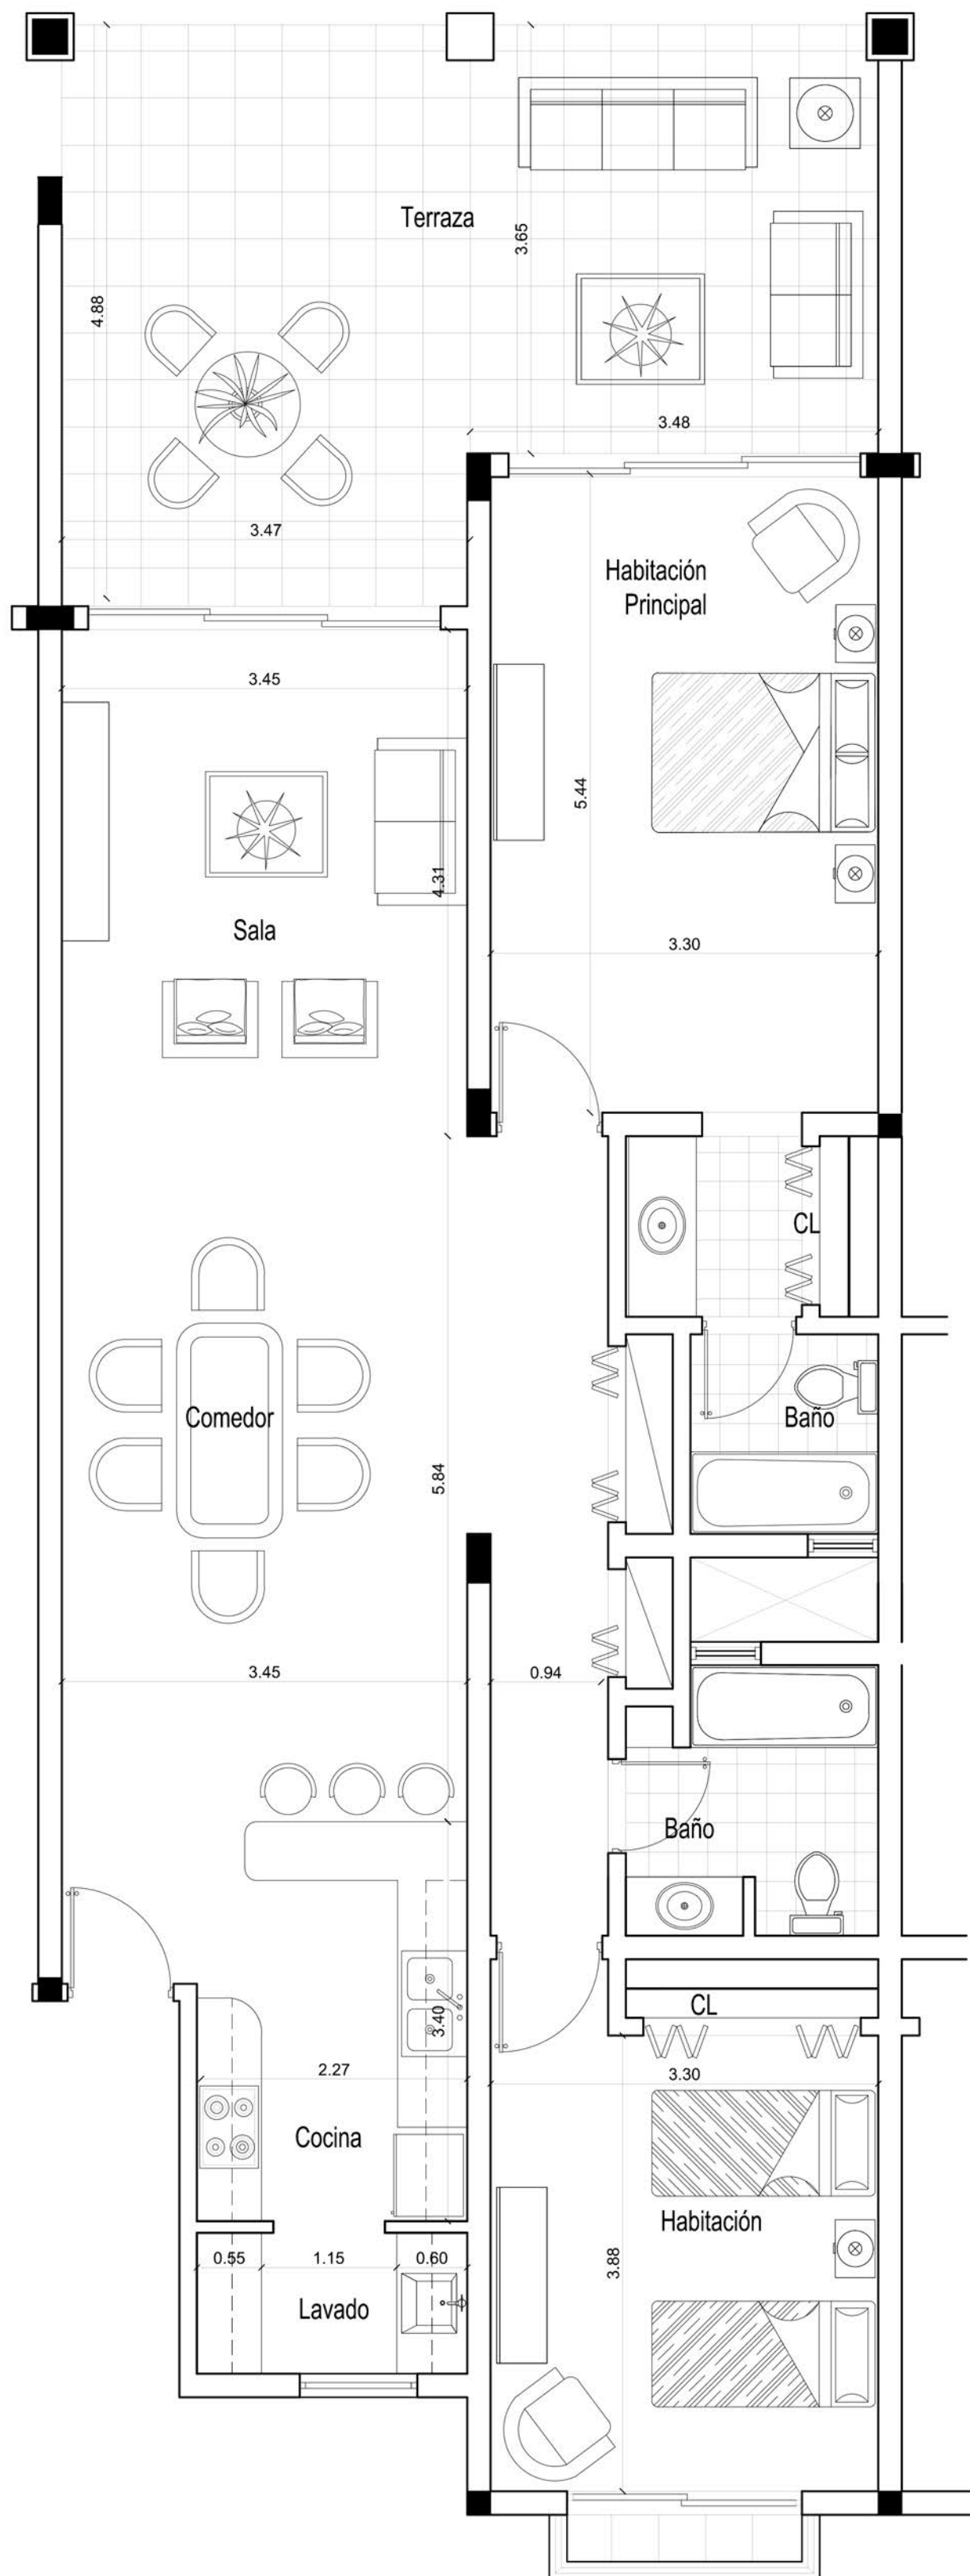 Terraza
3.65
4.88
3.48
3.47
Habitación
Principal
3.45
5.44
4.31
Sala
3.30
CL
Comedor
Baño
5.84
3.45
0.94
Baño
CL
3.40
2.27
3.30
Cocina
Habitación
0.55
1.15
0.60
3.88
Lavado